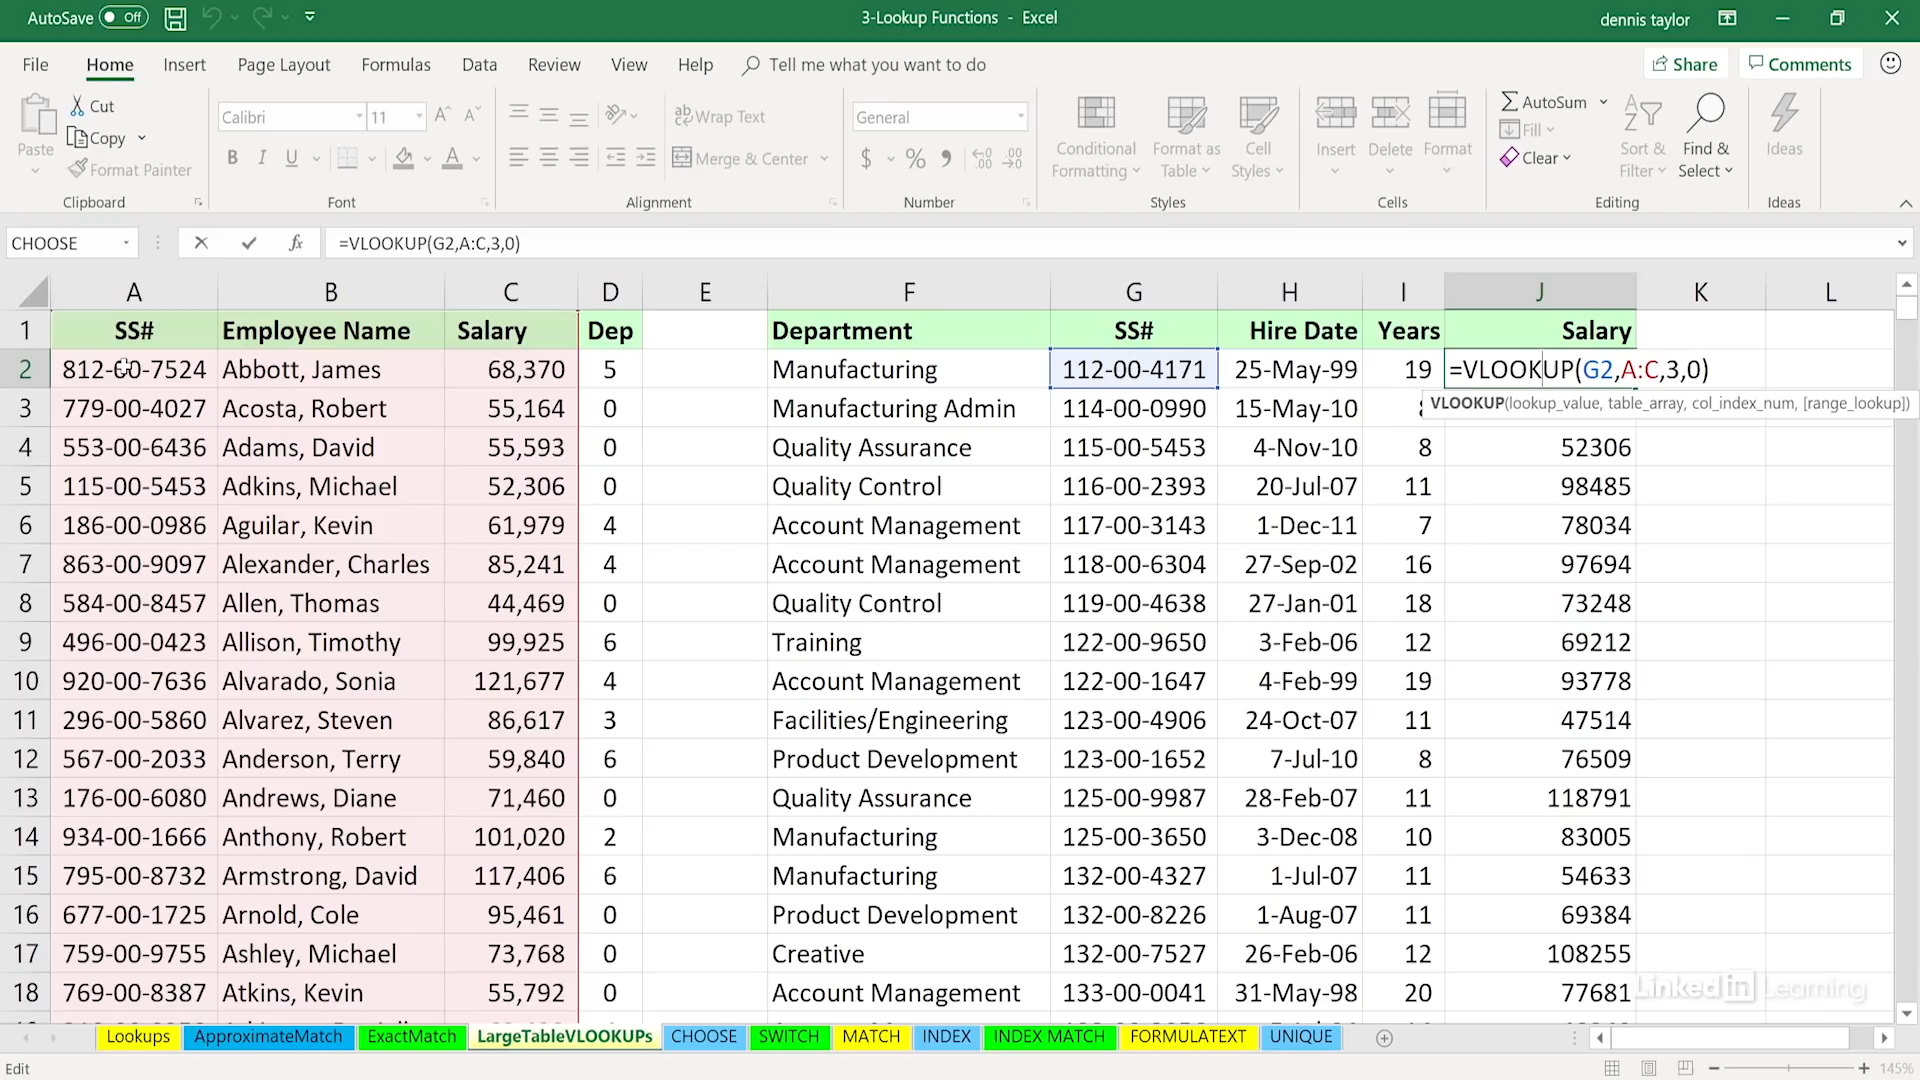 AutoSave Off 3-Lookup Functions - Excel dennis taylor
File Home Insert Page Layout Formulas Data Review View Help Tell me what you want to do Share Comments
Paste Cut Copy Format Painter
Calibri 11 B I U
Wrap Text Merge & Center
General $ %
Conditional Formatting Format as Table Cell Styles
Insert Delete Format
AutoSum Fill Clear Sort & Filter Find & Select
Ideas
Clipboard Font Alignment Number Styles Cells Editing Ideas
CHOOSE fx =VLOOKUP(G2,A:C,3,0)
A B C D E F G H I J K L
1 SS# Employee Name Salary Dep Department SS# Hire Date Years Salary
2 812-00-7524 Abbott, James 68,370 5 Manufacturing 112-00-4171 25-May-99 19 =VLOOKUP(G2,A:C,3,0)
VLOOKUP(lookup_value, table_array, col_index_num, [range_lookup])
3 779-00-4027 Acosta, Robert 55,164 0 Manufacturing Admin 114-00-0990 15-May-10
4 553-00-6436 Adams, David 55,593 0 Quality Assurance 115-00-5453 4-Nov-10 8 52306
5 115-00-5453 Adkins, Michael 52,306 0 Quality Control 116-00-2393 20-Jul-07 11 98485
6 186-00-0986 Aguilar, Kevin 61,979 4 Account Management 117-00-3143 1-Dec-11 7 78034
7 863-00-9097 Alexander, Charles 85,241 4 Account Management 118-00-6304 27-Sep-02 16 97694
8 584-00-8457 Allen, Thomas 44,469 0 Quality Control 119-00-4638 27-Jan-01 18 73248
9 496-00-0423 Allison, Timothy 99,925 6 Training 122-00-9650 3-Feb-06 12 69212
10 920-00-7636 Alvarado, Sonia 121,677 4 Account Management 122-00-1647 4-Feb-99 19 93778
11 296-00-5860 Alvarez, Steven 86,617 3 Facilities/Engineering 123-00-4906 24-Oct-07 11 47514
12 567-00-2033 Anderson, Terry 59,840 6 Product Development 123-00-1652 7-Jul-10 8 76509
13 176-00-6080 Andrews, Diane 71,460 0 Quality Assurance 125-00-9987 28-Feb-07 11 118791
14 934-00-1666 Anthony, Robert 101,020 2 Manufacturing 125-00-3650 3-Dec-08 10 83005
15 795-00-8732 Armstrong, David 117,406 6 Manufacturing 132-00-4327 1-Jul-07 11 54633
16 677-00-1725 Arnold, Cole 95,461 0 Product Development 132-00-8226 1-Aug-07 11 69384
17 759-00-9755 Ashley, Michael 73,768 0 Creative 132-00-7527 26-Feb-06 12 108255
18 769-00-8387 Atkins, Kevin 55,792 0 Account Management 133-00-0041 31-May-98 20 77681
LinkedIn Learning
Lookups ApproximateMatch ExactMatch LargeTableVLOOKUPs CHOOSE SWITCH MATCH INDEX INDEX MATCH FORMULATEXT UNIQUE
Edit 145%